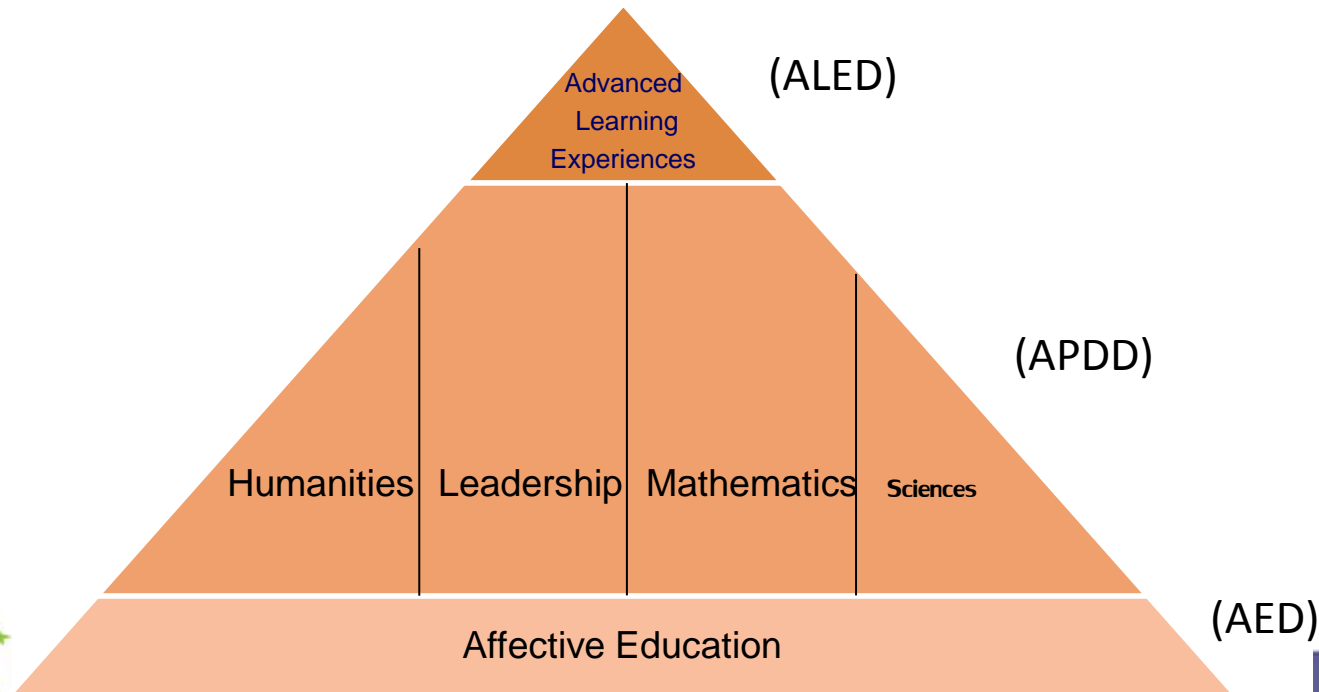 Advanced
Learning
Experiences
(ALED)
(APDD)
Humanities Leadership Mathematics Sciences
(AED)
Affective Education